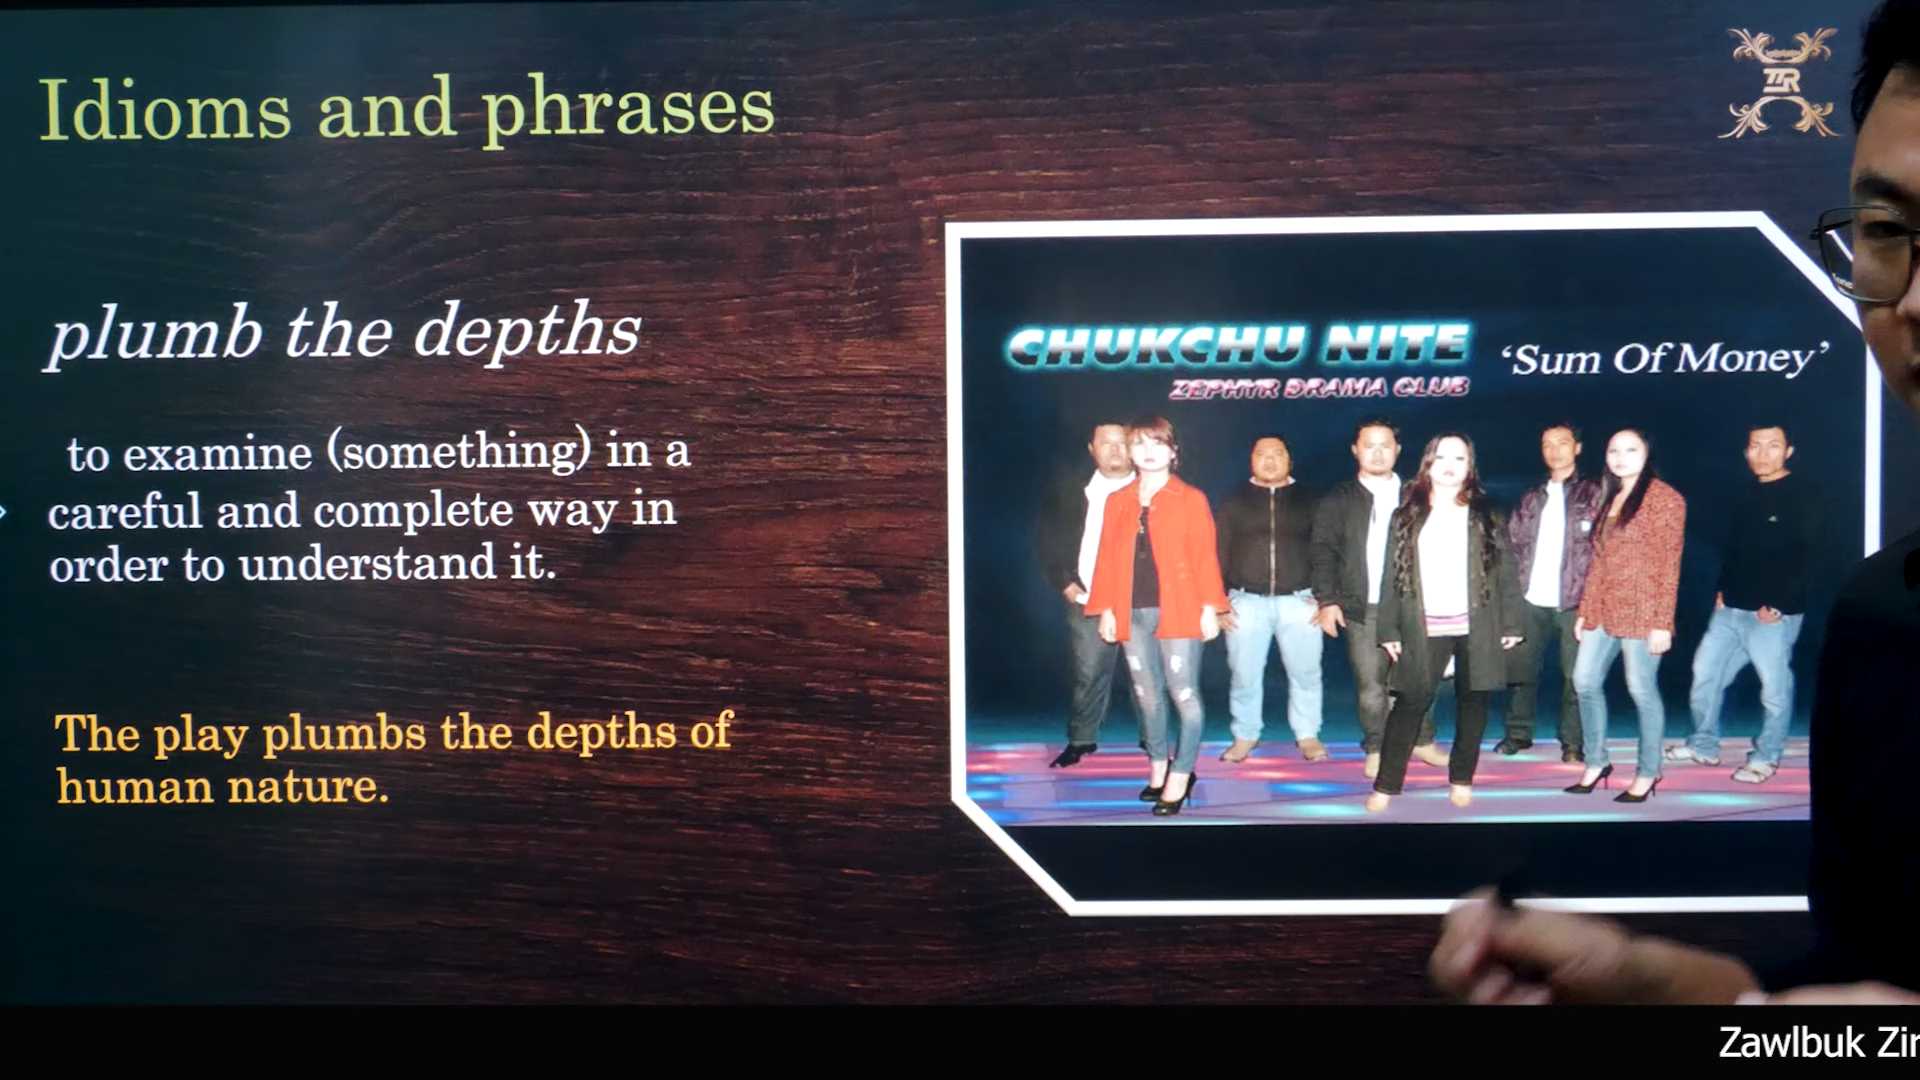 Idioms and phrases
TTR
plumb the depths
to examine (something) in a
careful and complete way in
order to understand it.
The play plumbs the depths of
human nature.
CHUKCHU NITE
ZEPHYR DRAMA CLUB
'Sum Of Money'
Zawlbuk